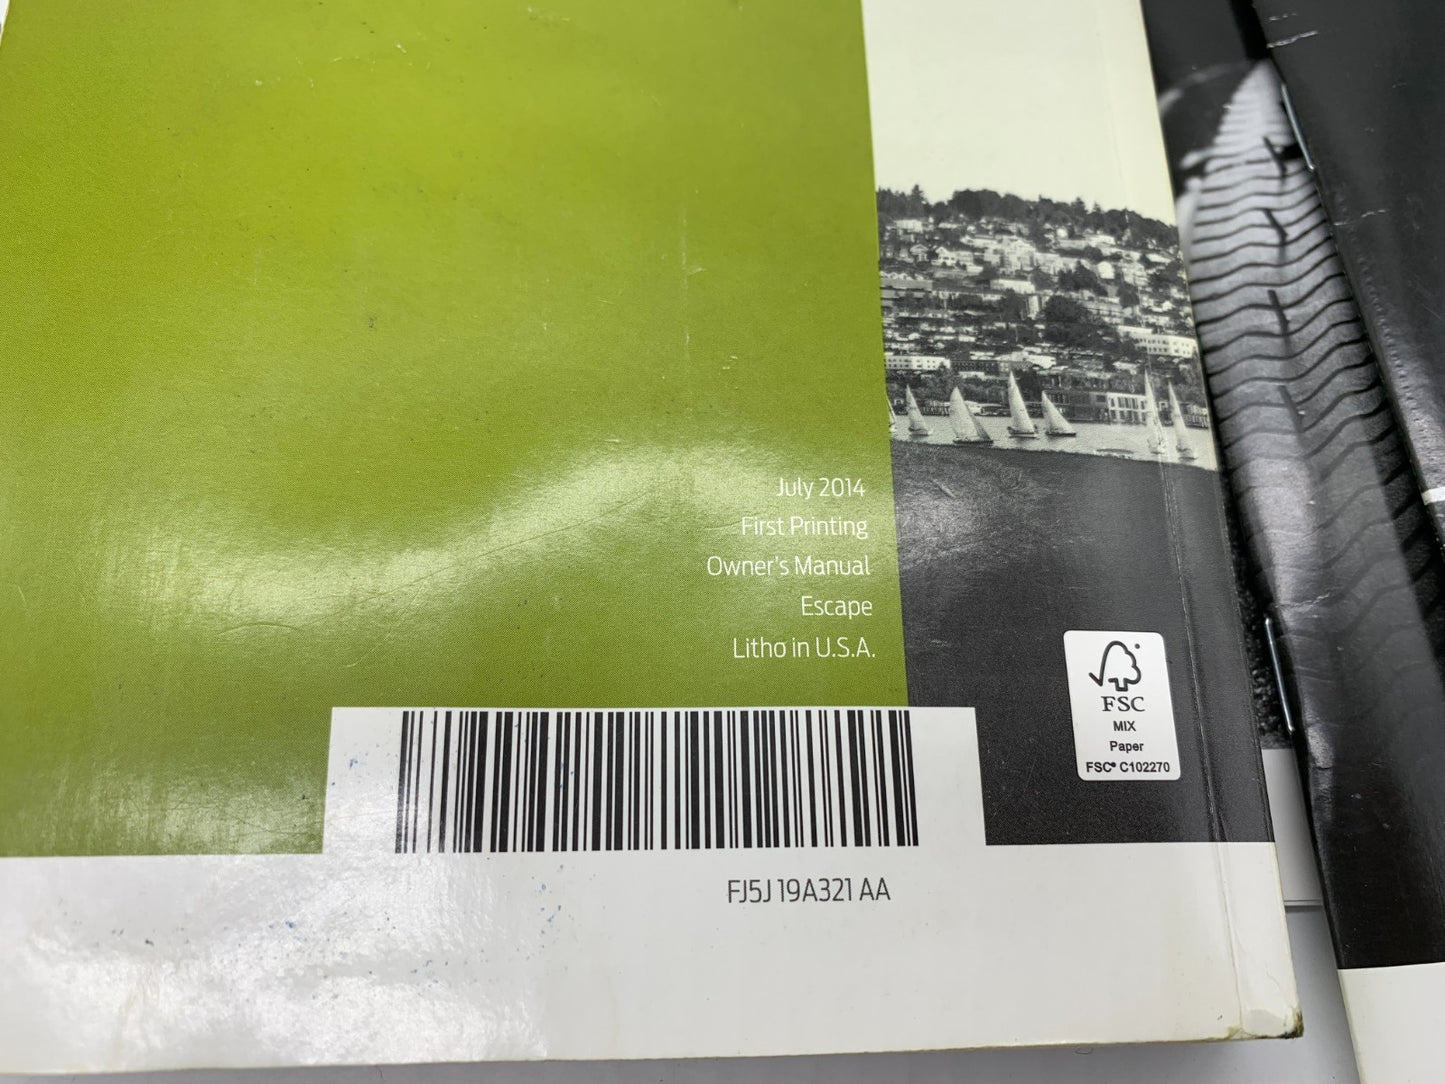 July 2014
First Printing
Owner's Manual
Escape
Litho in U.S.A.
FSC
MIX
Paper
FSC® C102270
FJ5J 19A321 AA